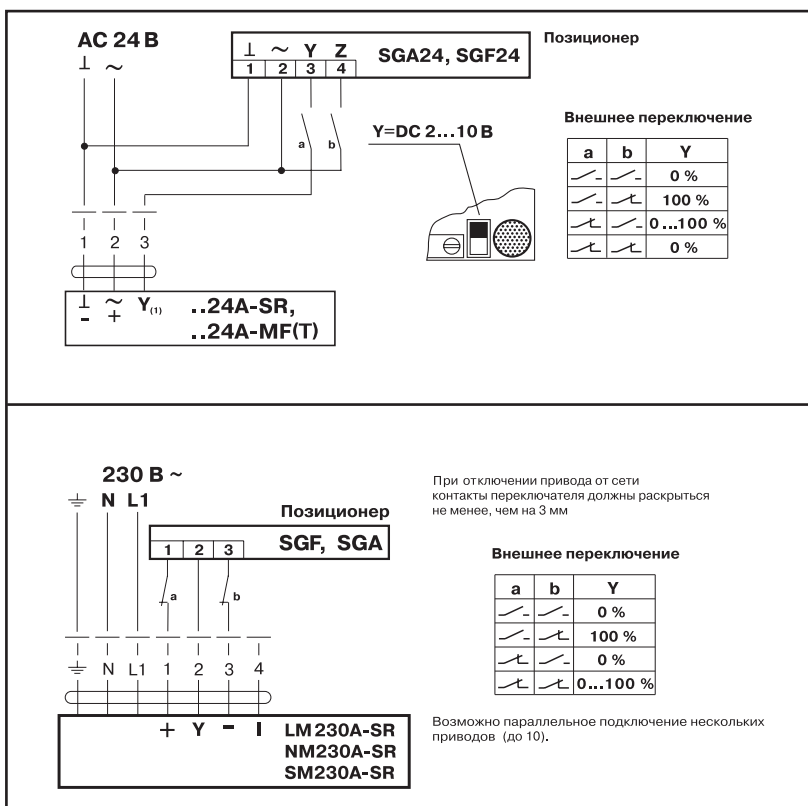 AC 24 В
⊥ ~
⊥ ~ Y Z
1 2 3 4
SGA24, SGF24
Позиционер
a b
Y=DC 2...10 В
Внешнее переключение
a b Y
0 %
100 %
0...100 %
0 %
1 2 3
⊥ ~ Y(1)
- +
..24A-SR,
..24A-MF(T)
230 В ~
N L1
Позиционер
1 2 3
SGF, SGA
a b
N L1 1 2 3 4
+ Y - I
LM230A-SR
NM230A-SR
SM230A-SR
При отключении привода от сети
контакты переключателя должны раскрыться
не менее, чем на 3 мм
Внешнее переключение
a b Y
0 %
100 %
0 %
0...100 %
Возможно параллельное подключение нескольких
приводов (до 10).